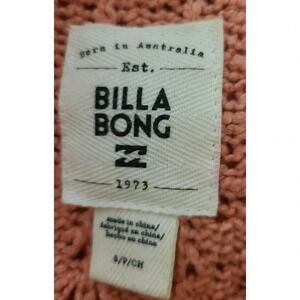 Born in Australia
Est.
BILLA
BONG
1973
made in china/
fabriqué en chine/
hecho en china
S/P/CH